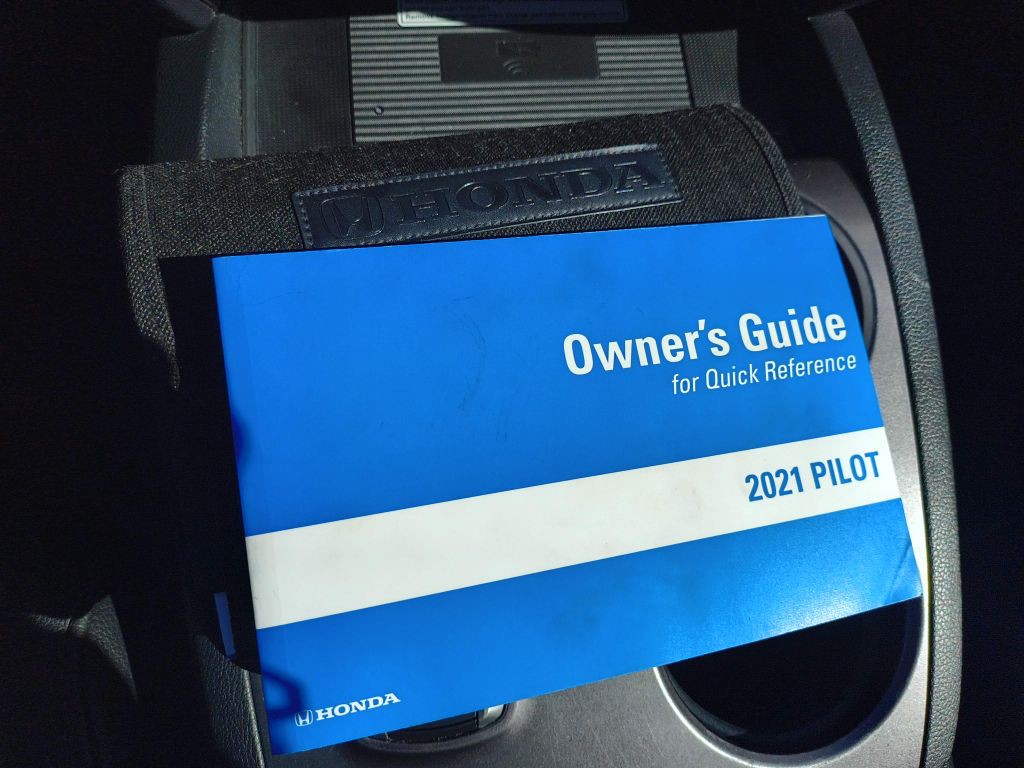 HONDA
Owner's Guide
for Quick Reference
2021 PILOT
HONDA